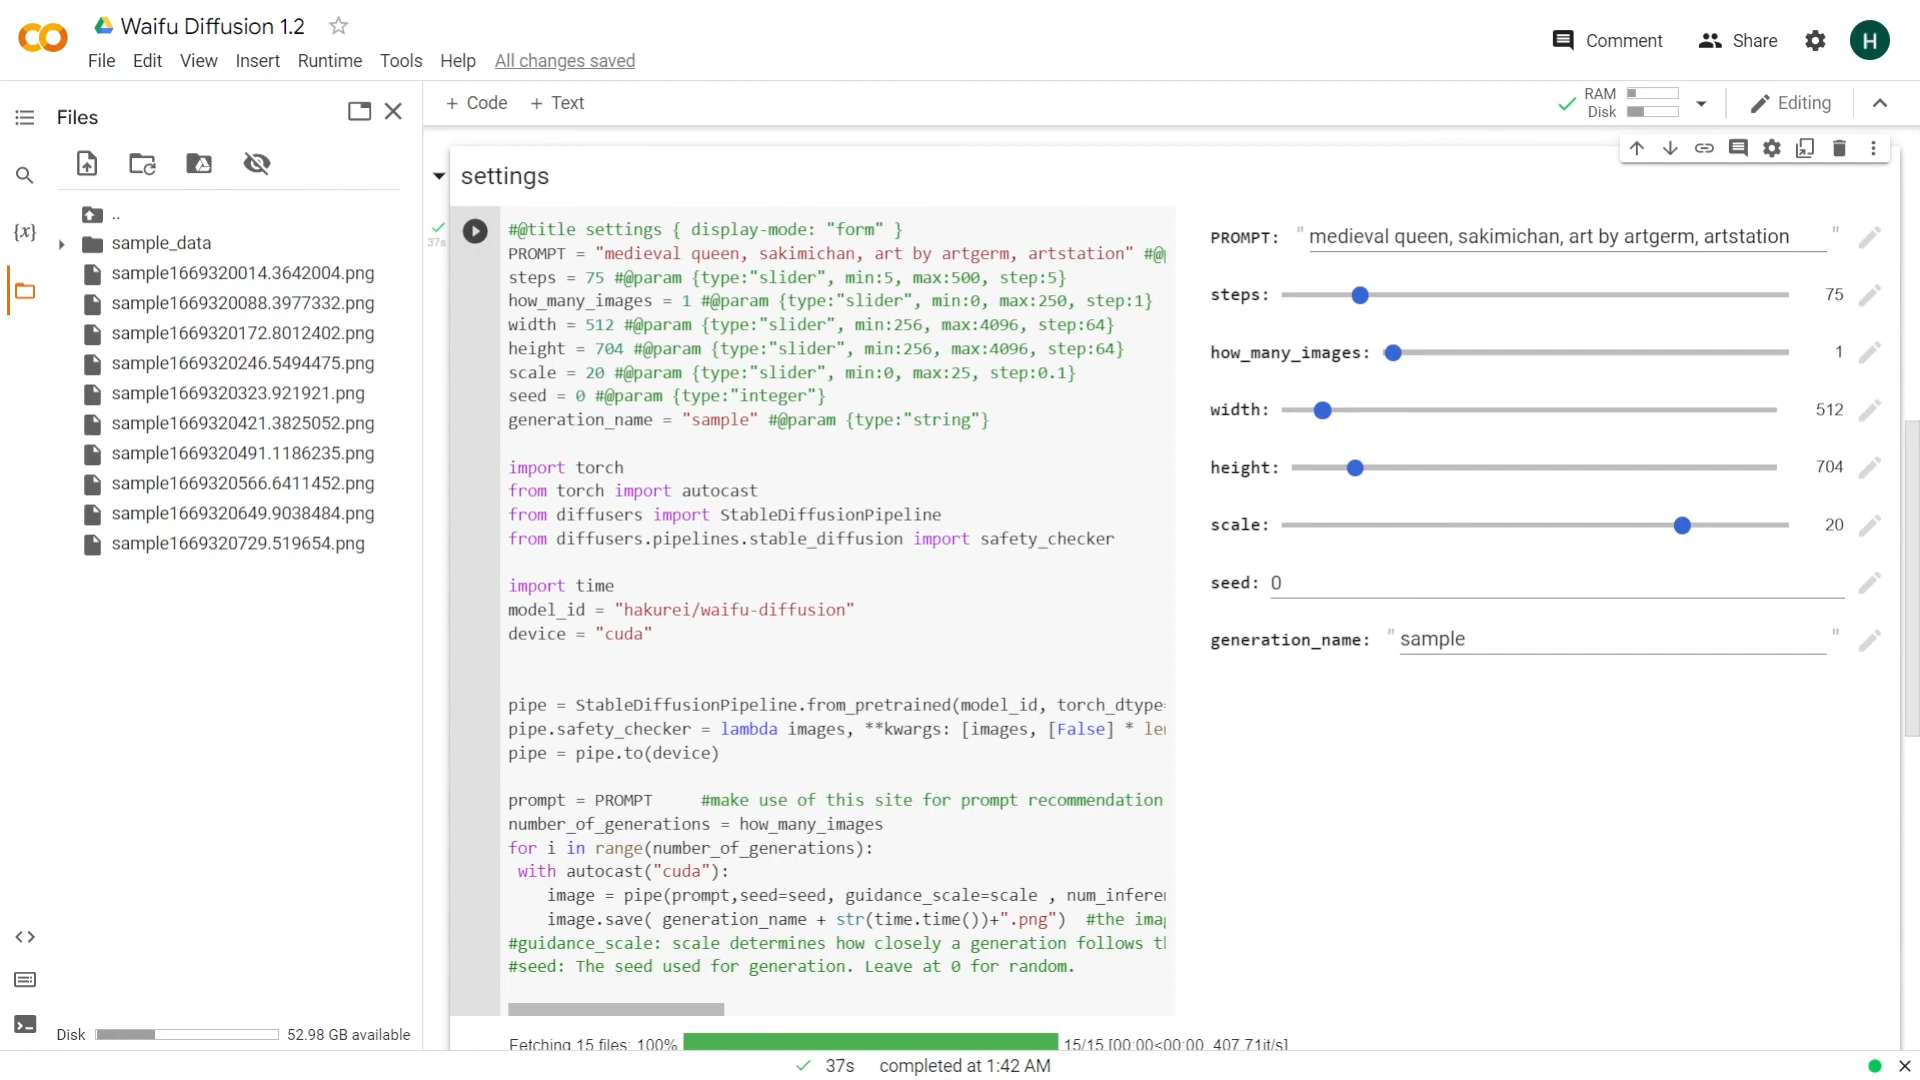 Waifu Diffusion 1.2
File Edit View Insert Runtime Tools Help All changes saved
Comment Share H
Files
+ Code + Text
RAM
Disk
Editing
..
sample_data
sample1669320014.3642004.png
sample1669320088.3977332.png
sample1669320172.8012402.png
sample1669320246.5494475.png
sample1669320323.921921.png
sample1669320421.3825052.png
sample1669320491.1186235.png
sample1669320566.6411452.png
sample1669320649.9038484.png
sample1669320729.519654.png
{x}
Disk 52.98 GB available
settings
37s
#@title settings { display-mode: "form" }
PROMPT = "medieval queen, sakimichan, art by artgerm, artstation" #@
steps = 75 #@param {type:"slider", min:5, max:500, step:5}
how_many_images = 1 #@param {type:"slider", min:0, max:250, step:1}
width = 512 #@param {type:"slider", min:256, max:4096, step:64}
height = 704 #@param {type:"slider", min:256, max:4096, step:64}
scale = 20 #@param {type:"slider", min:0, max:25, step:0.1}
seed = 0 #@param {type:"integer"}
generation_name = "sample" #@param {type:"string"}
import torch
from torch import autocast
from diffusers import StableDiffusionPipeline
from diffusers.pipelines.stable_diffusion import safety_checker
import time
model_id = "hakurei/waifu-diffusion"
device = "cuda"
pipe = StableDiffusionPipeline.from_pretrained(model_id, torch_dtype=
pipe.safety_checker = lambda images, **kwargs: [images, [False] * le
pipe = pipe.to(device)
prompt = PROMPT #make use of this site for prompt recommendation
number_of_generations = how_many_images
for i in range(number_of_generations):
with autocast("cuda"):
image = pipe(prompt,seed=seed, guidance_scale=scale , num_infere
image.save( generation_name + str(time.time())+".png") #the ima
#guidance_scale: scale determines how closely a generation follows t
#seed: The seed used for generation. Leave at 0 for random.
PROMPT: " medieval queen, sakimichan, art by artgerm, artstation "
steps: 75
how_many_images: 1
width: 512
height: 704
scale: 20
seed: 0
generation_name: " sample "
Fetching 15 files: 100% 15/15 [00:00<00:00, 407.71it/s]
37s completed at 1:42 AM